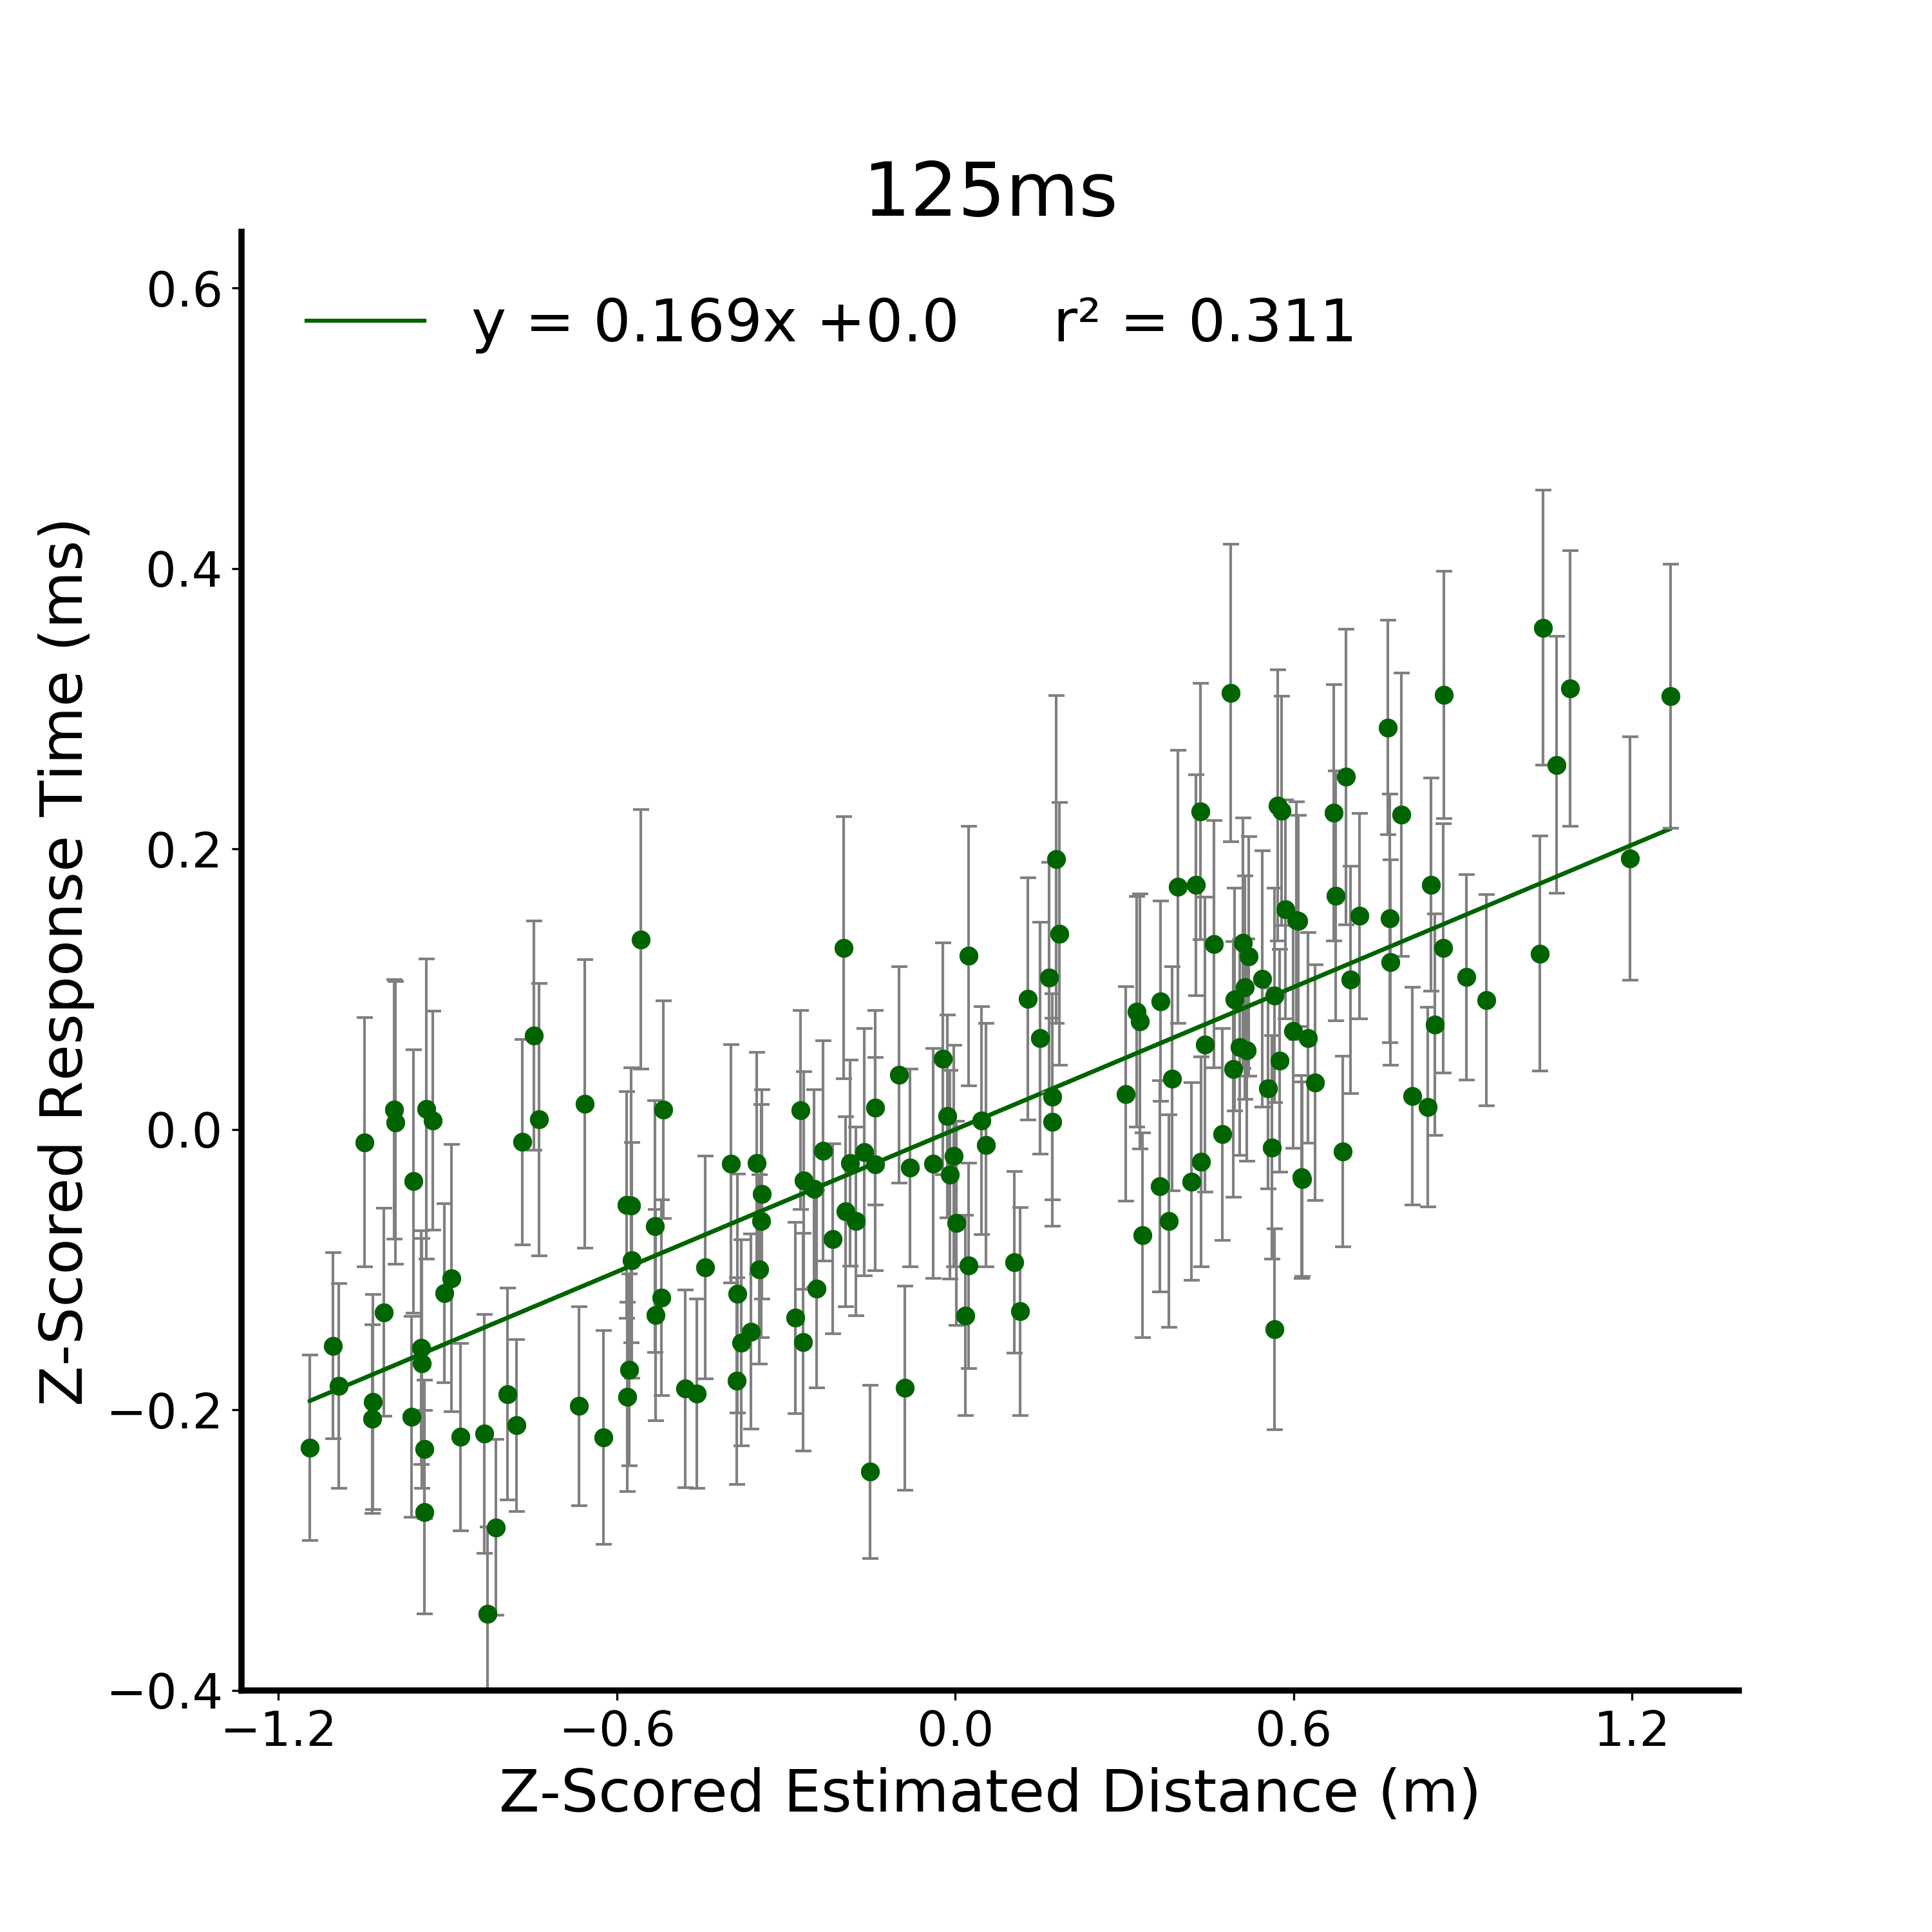 125ms
y = 0.169x +0.0 r² = 0.311
Z-Scored Response Time (ms)
0.6
0.4
0.2
0.0
−0.2
−0.4
−1.2 −0.6 0.0 0.6 1.2
Z-Scored Estimated Distance (m)